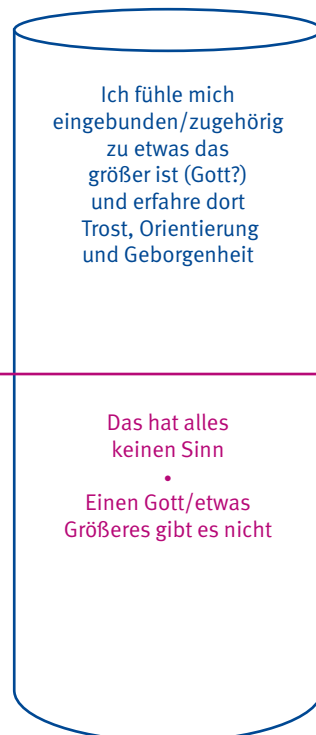 Ich fühle mich
eingebunden/zugehörig
zu etwas das
größer ist (Gott?)
und erfahre dort
Trost, Orientierung
und Geborgenheit
Das hat alles
keinen Sinn
•
Einen Gott/etwas
Größeres gibt es nicht